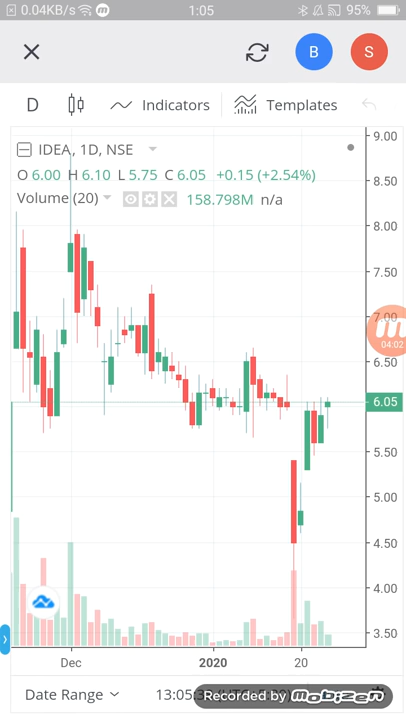 0.04KB/s 1:05 95%
B S
D Indicators Templates
IDEA, 1D, NSE
O 6.00 H 6.10 L 5.75 C 6.05 +0.15 (+2.54%)
Volume (20) 158.798M n/a
9.00
8.50
8.00
7.50
7.00
04:02
6.50
6.05
5.50
5.00
4.50
4.00
3.50
Dec 2020 20
Date Range 13:05:3
Recorded by mobizen